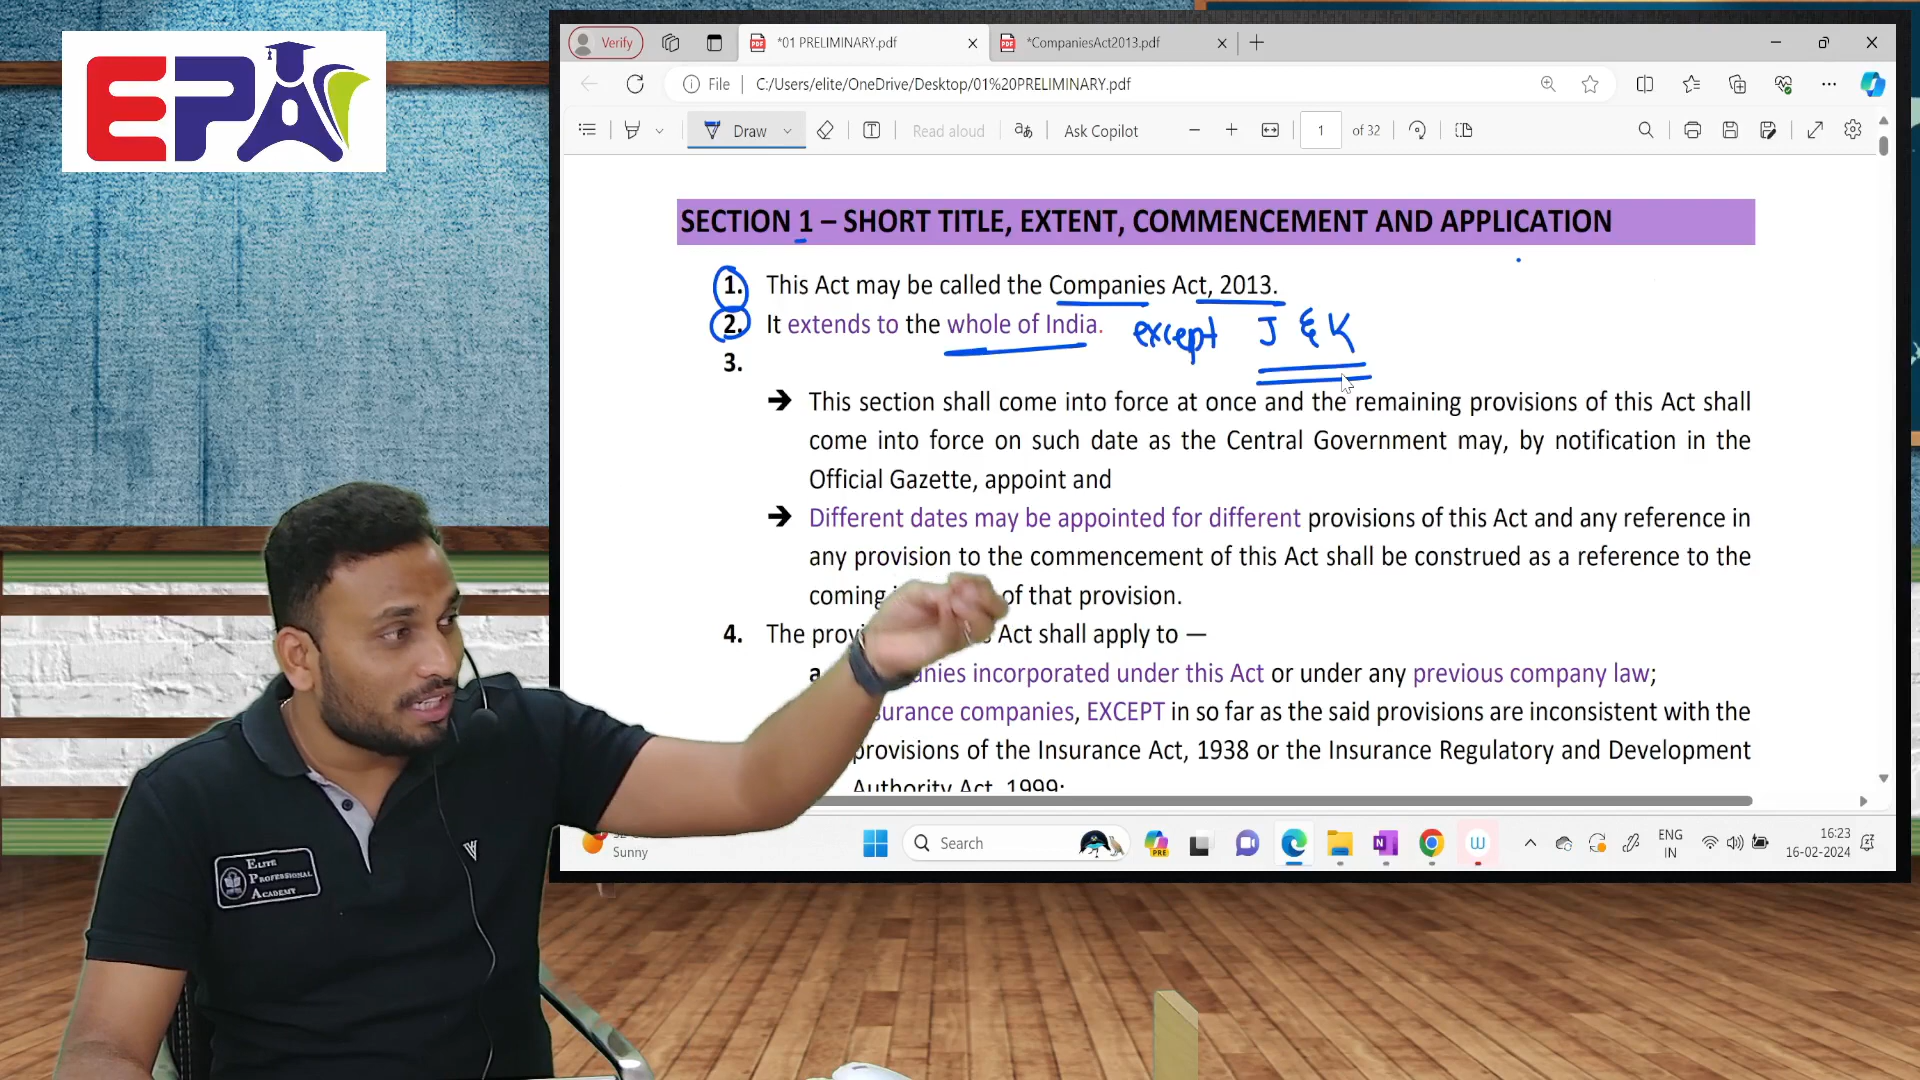 EPA
Verify
*01 PRELIMINARY.pdf
*CompaniesAct2013.pdf
File
C:/Users/elite/OneDrive/Desktop/01%20PRELIMINARY.pdf
Draw
Read aloud
Ask Copilot
1
of 32
SECTION 1 – SHORT TITLE, EXTENT, COMMENCEMENT AND APPLICATION
1. This Act may be called the Companies Act, 2013.
2. It extends to the whole of India. except J & K
3.
➔ This section shall come into force at once and the remaining provisions of this Act shall
come into force on such date as the Central Government may, by notification in the
Official Gazette, appoint and
➔ Different dates may be appointed for different provisions of this Act and any reference in
any provision to the commencement of this Act shall be construed as a reference to the
coming of that provision.
4. The Act shall apply to —
a incorporated under this Act or under any previous company law;
companies, EXCEPT in so far as the said provisions are inconsistent with the
provisions of the Insurance Act, 1938 or the Insurance Regulatory and Development
Authority Act, 1999;
Sunny
Search
PRE
ENG
IN
16:23
16-02-2024
ELITE
PROFESSIONAL
ACADEMY